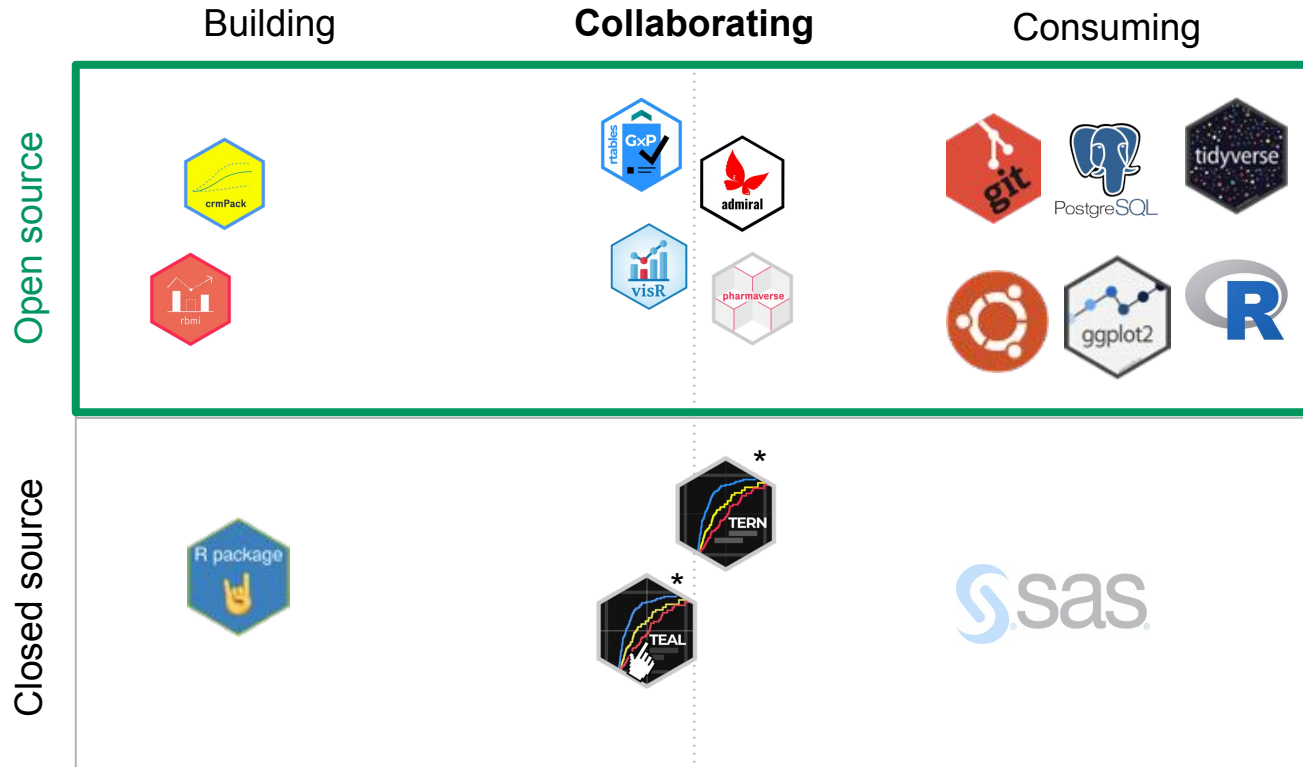 Building
Collaborating
Consuming
Open source
crmPack
rbmi
rtables
GxP
admiral
visR
pharmaverse
git
PostgreSQL
tidyverse
ggplot2
R
Closed source
R package
*
TERN
*
TEAL
sas